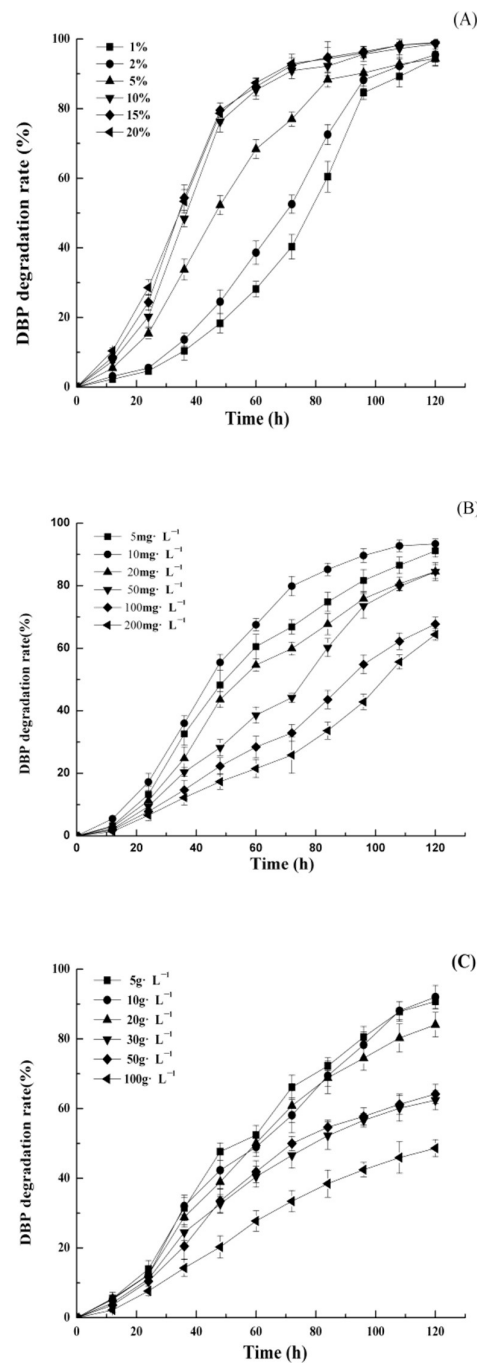 (A)
100
1%
2%
5%
10%
15%
20%
80
60
40
20
0
DBP degradation rate (%)
0 20 40 60 80 100 120
Time (h)
(B)
100
5mg· L⁻¹
10mg· L⁻¹
20mg· L⁻¹
50mg· L⁻¹
100mg· L⁻¹
200mg· L⁻¹
80
60
40
20
0
DBP degradation rate(%)
0 20 40 60 80 100 120
Time (h)
(C)
100
5g· L⁻¹
10g· L⁻¹
20g· L⁻¹
30g· L⁻¹
50g· L⁻¹
100g· L⁻¹
80
60
40
20
0
DBP degradation rate(%)
0 20 40 60 80 100 120
Time (h)